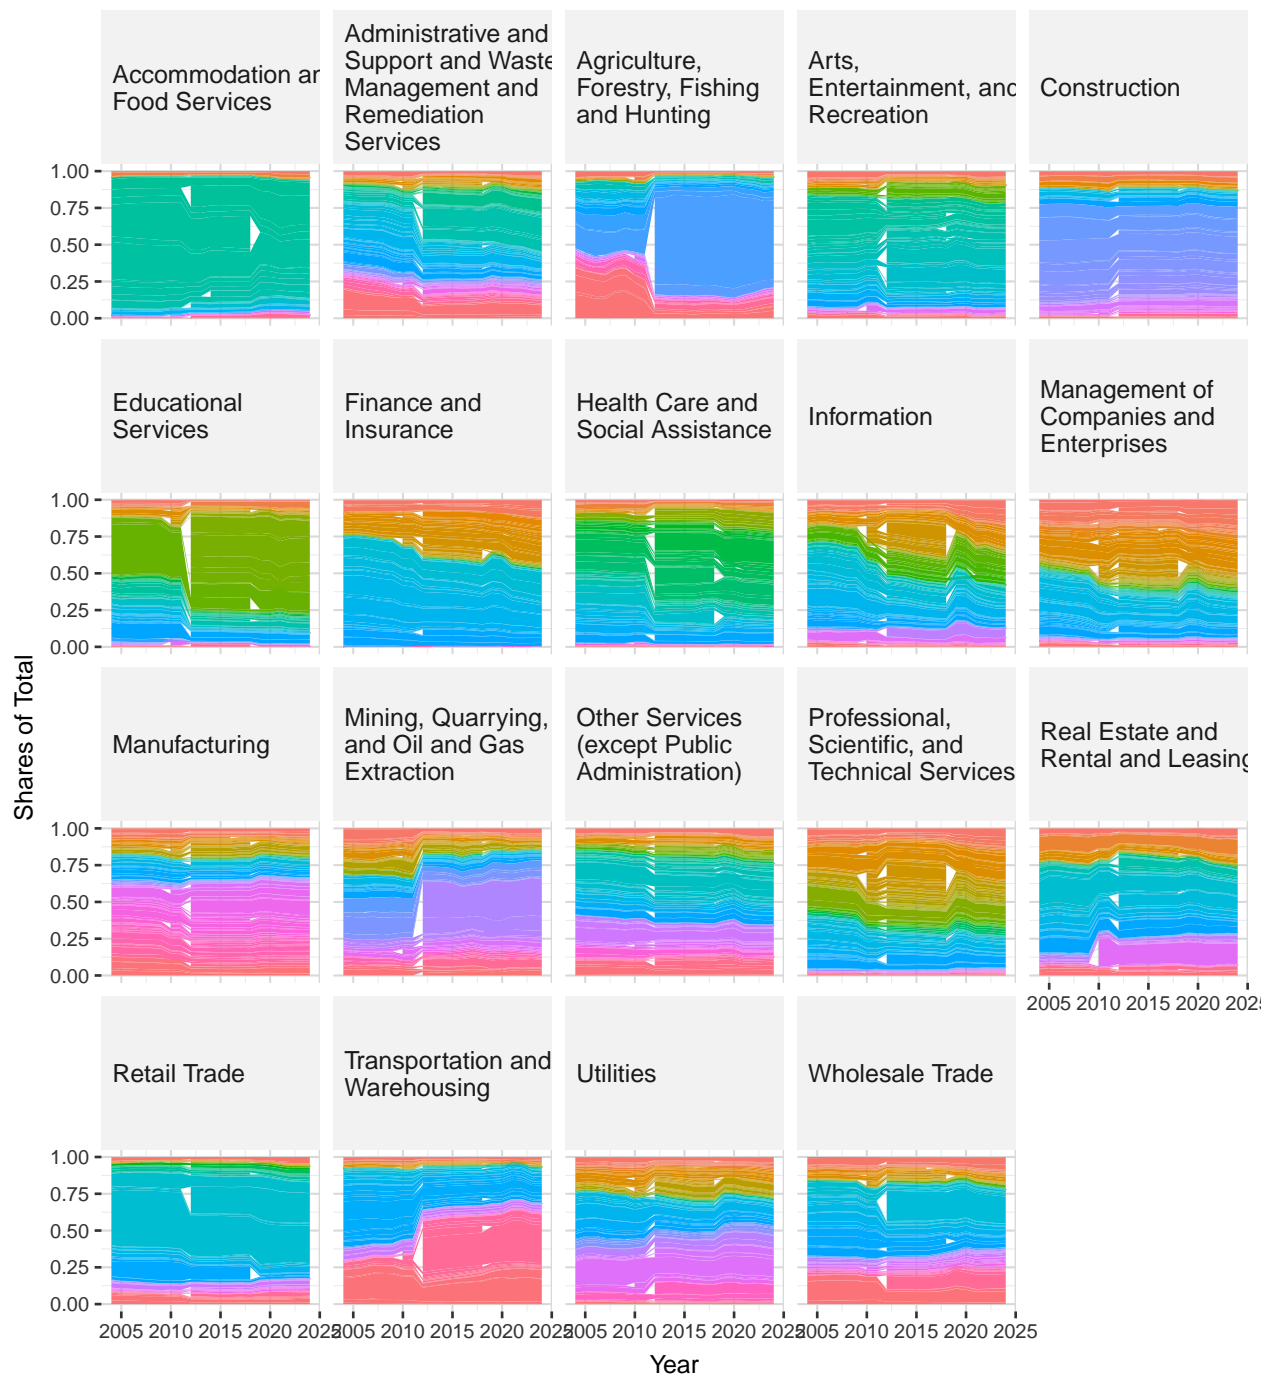 Accommodation an
Food Services
Administrative and
Support and Waste
Management and
Remediation
Services
Agriculture,
Forestry, Fishing
and Hunting
Arts,
Entertainment, and
Recreation
Construction
1.00
0.75
0.50
0.25
0.00
Educational
Services
Finance and
Insurance
Health Care and
Social Assistance
Information
Management of
Companies and
Enterprises
1.00
0.75
0.50
0.25
0.00
Shares of Total
Manufacturing
Mining, Quarrying,
and Oil and Gas
Extraction
Other Services
(except Public
Administration)
Professional,
Scientific, and
Technical Services
Real Estate and
Rental and Leasing
1.00
0.75
0.50
0.25
0.00
2005 2010 2015 2020 2025
Retail Trade
Transportation and
Warehousing
Utilities
Wholesale Trade
1.00
0.75
0.50
0.25
0.00
2005 2010 2015 2020 2025
2005 2010 2015 2020 2025
2005 2010 2015 2020 2025
2005 2010 2015 2020 2025
Year